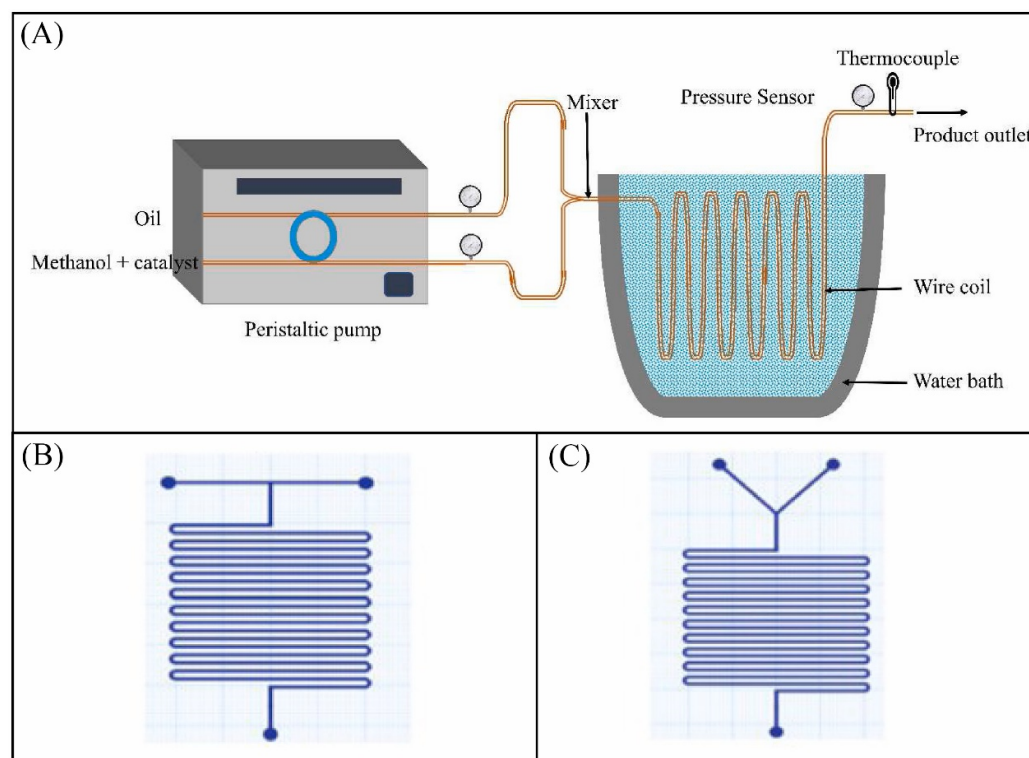 (A)
Thermocouple
Mixer
Pressure Sensor
Product outlet
Oil
Methanol + catalyst
Wire coil
Peristaltic pump
Water bath
(B)
(C)